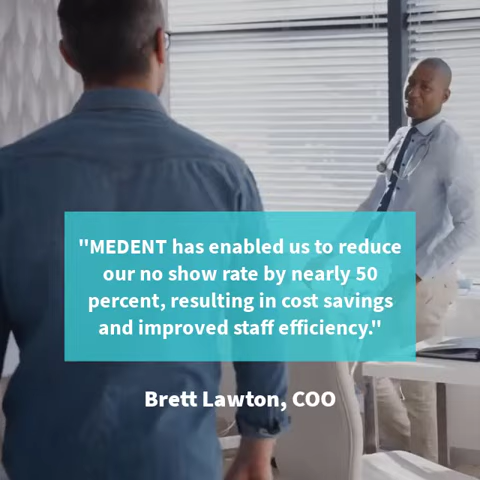 "MEDENT has enabled us to reduce
our no show rate by nearly 50
percent, resulting in cost savings
and improved staff efficiency."
Brett Lawton, COO